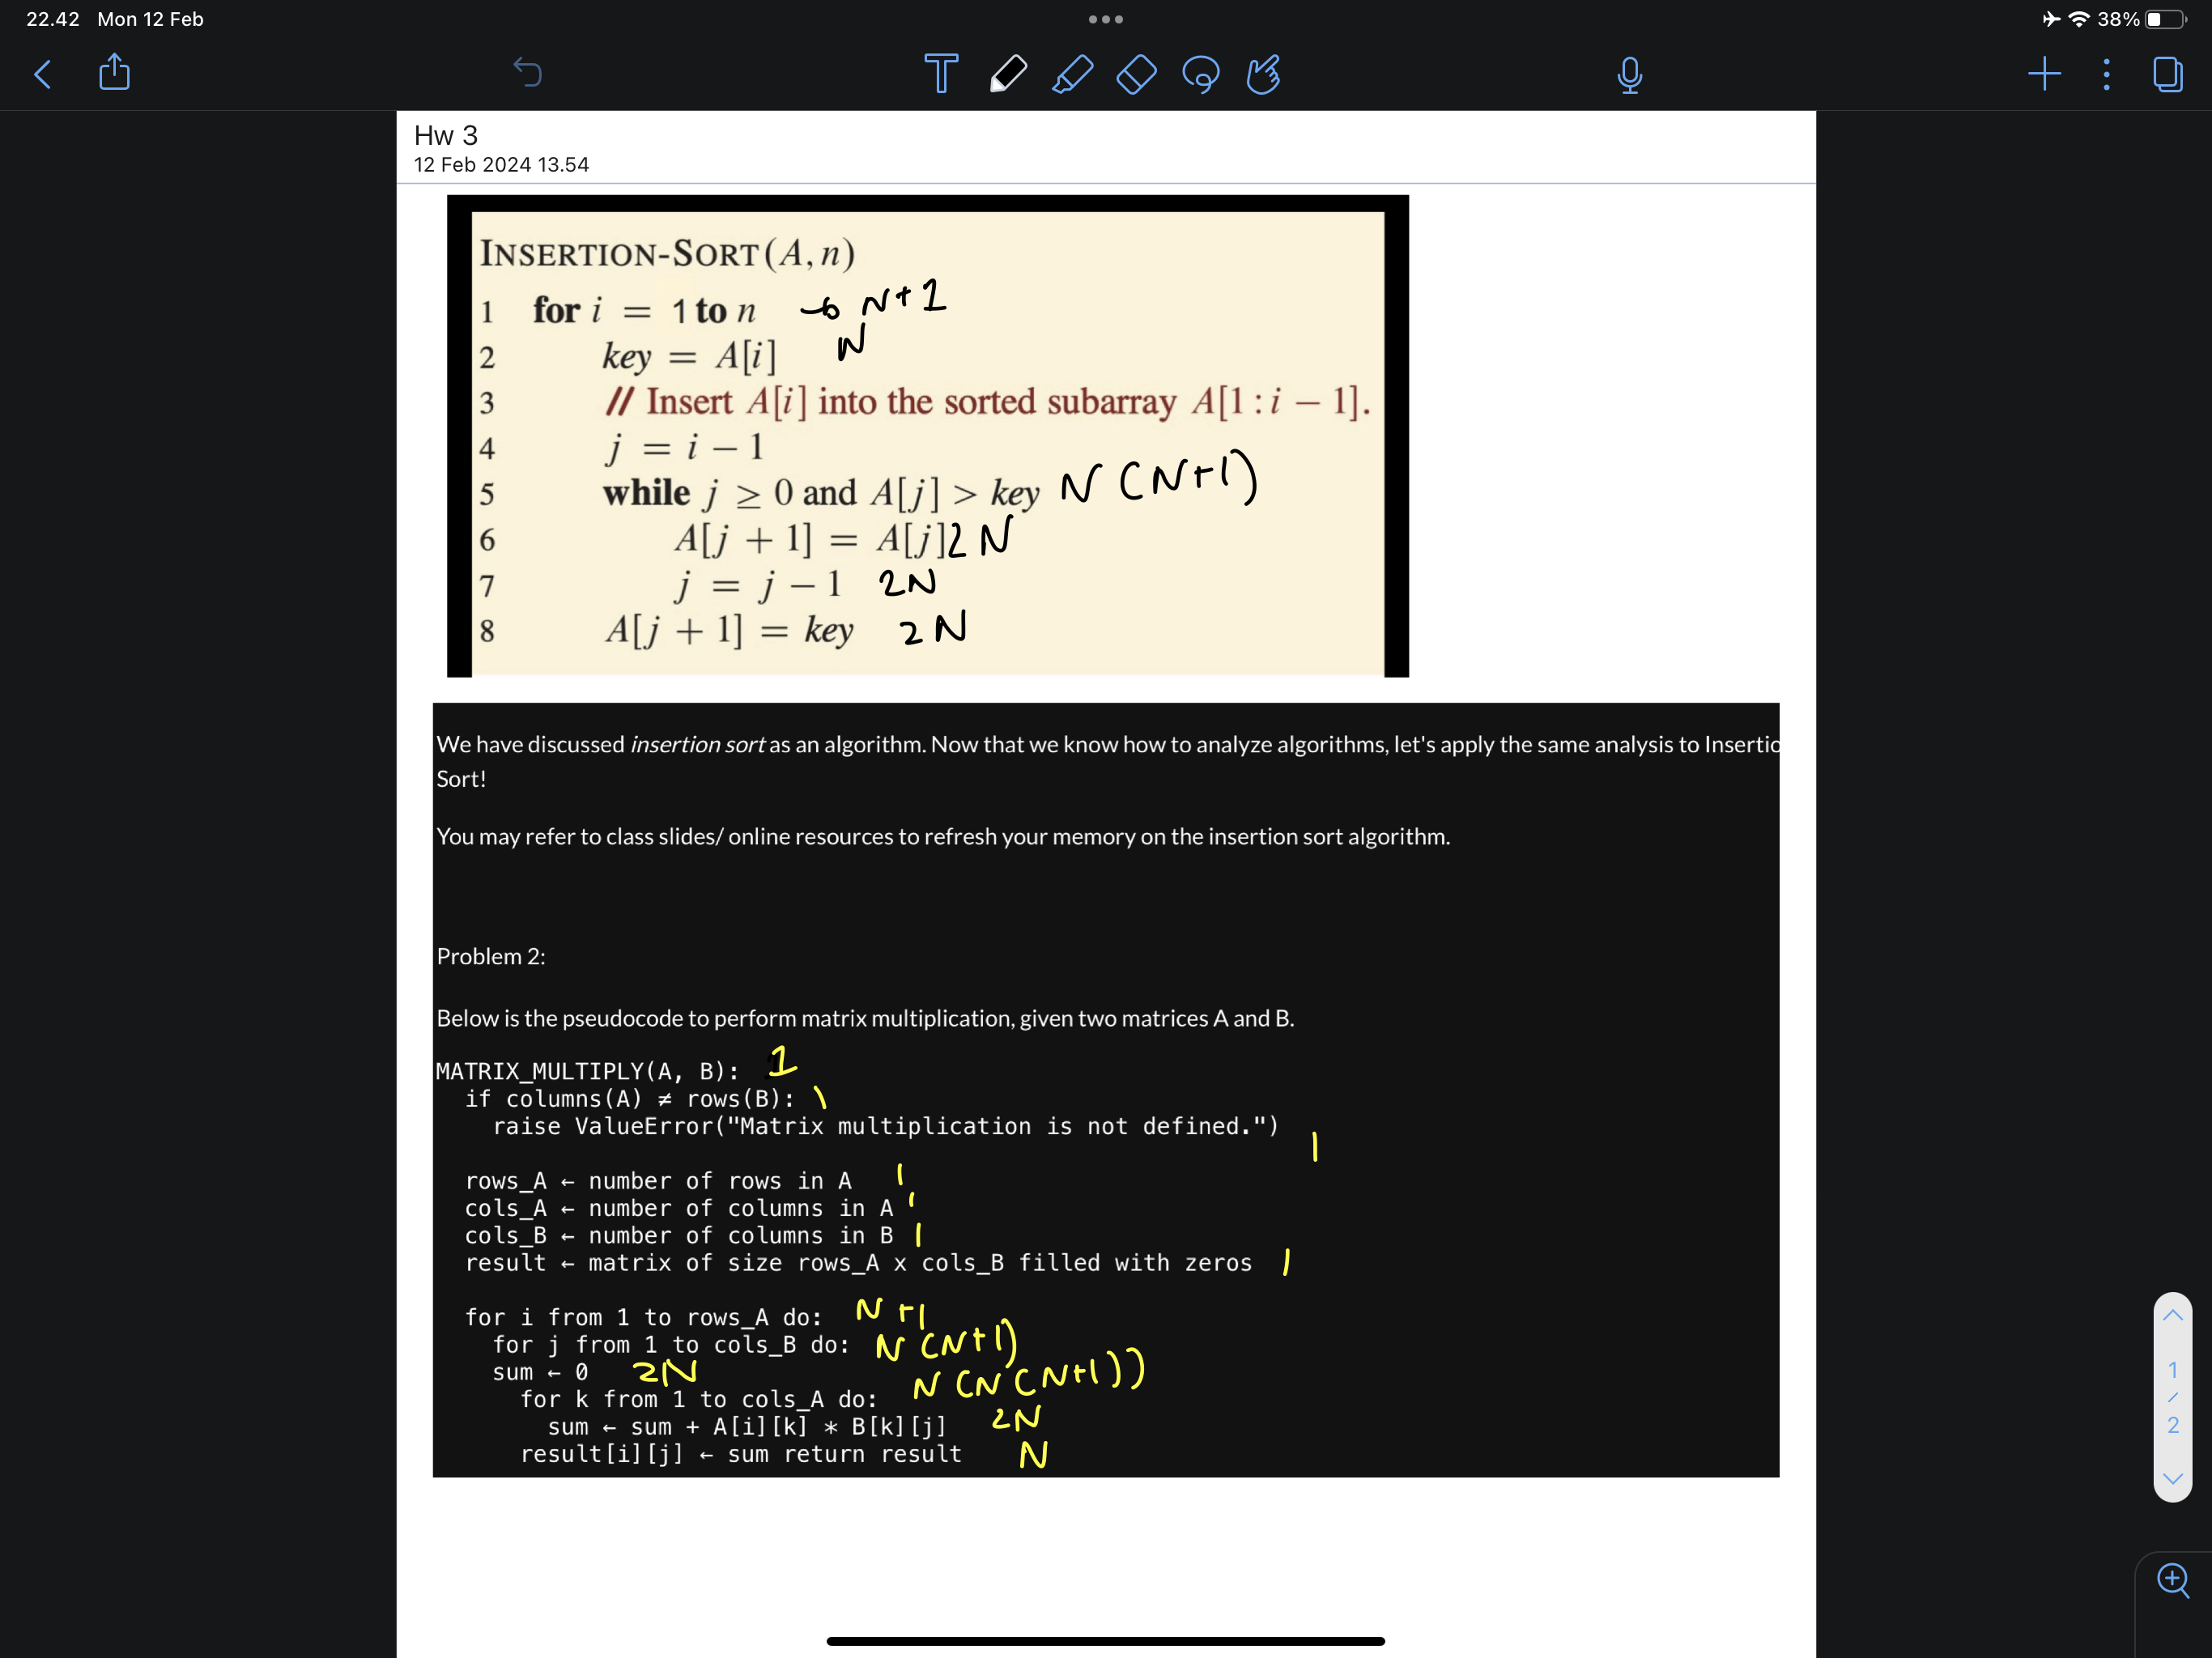 22.42 Mon 12 Feb
38%
Hw 3
12 Feb 2024 13.54
INSERTION-SORT(A, n)
1 for i = 1 to n → N+1
2 key = A[i] N
3 // Insert A[i] into the sorted subarray A[1 : i − 1].
4 j = i − 1
5 while j ≥ 0 and A[j] > key N (N+1)
6 A[j + 1] = A[j] 2N
7 j = j − 1 2N
8 A[j + 1] = key 2N
We have discussed insertion sort as an algorithm. Now that we know how to analyze algorithms, let's apply the same analysis to Insertio
Sort!
You may refer to class slides/ online resources to refresh your memory on the insertion sort algorithm.
Problem 2:
Below is the pseudocode to perform matrix multiplication, given two matrices A and B.
MATRIX_MULTIPLY(A, B): 1
if columns(A) ≠ rows(B): 1
raise ValueError("Matrix multiplication is not defined.") 1
rows_A ← number of rows in A 1
cols_A ← number of columns in A 1
cols_B ← number of columns in B 1
result ← matrix of size rows_A x cols_B filled with zeros 1
for i from 1 to rows_A do: N+1
for j from 1 to cols_B do: N (N+1)
sum ← 0 2N
for k from 1 to cols_A do: N (N (N+1))
sum ← sum + A[i][k] * B[k][j] 2N
result[i][j] ← sum return result N
1
/
2